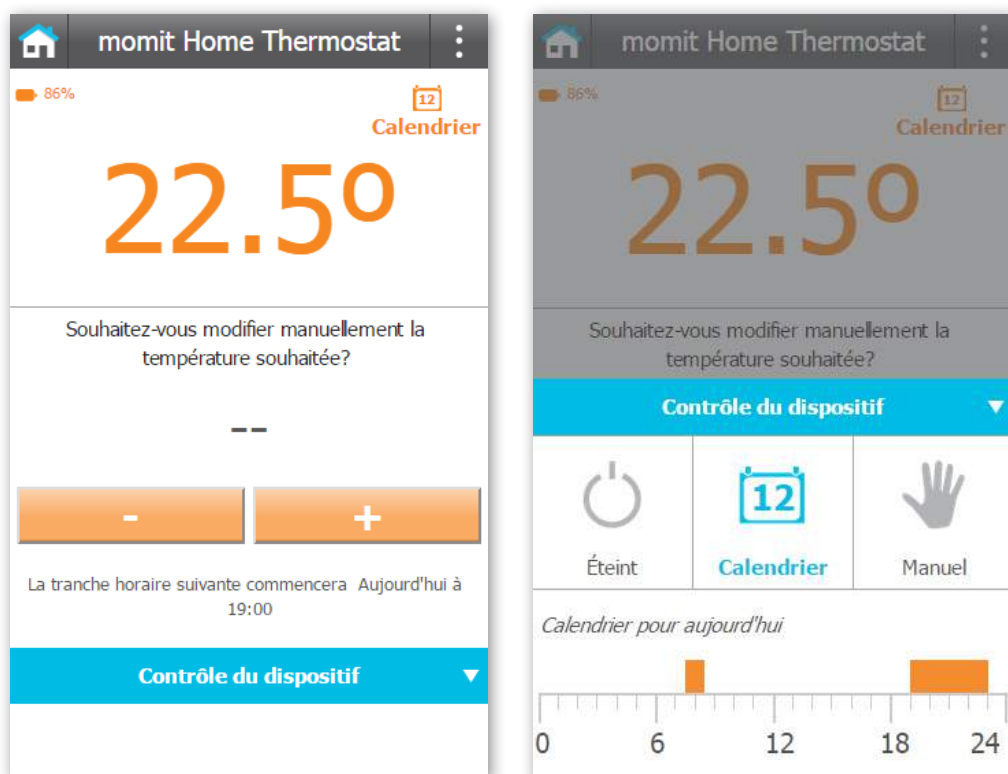 momit Home Thermostat
86%
12
Calendrier
22.5º
Souhaitez-vous modifier manuellement la
température souhaitée?
--
-
+
La tranche horaire suivante commencera Aujourd'hui à
19:00
Contrôle du dispositif
momit Home Thermostat
86%
12
Calendrier
22.5º
Souhaitez-vous modifier manuellement la
température souhaitée?
Contrôle du dispositif
12
Éteint
Calendrier
Manuel
Calendrier pour aujourd'hui
0 6 12 18 24